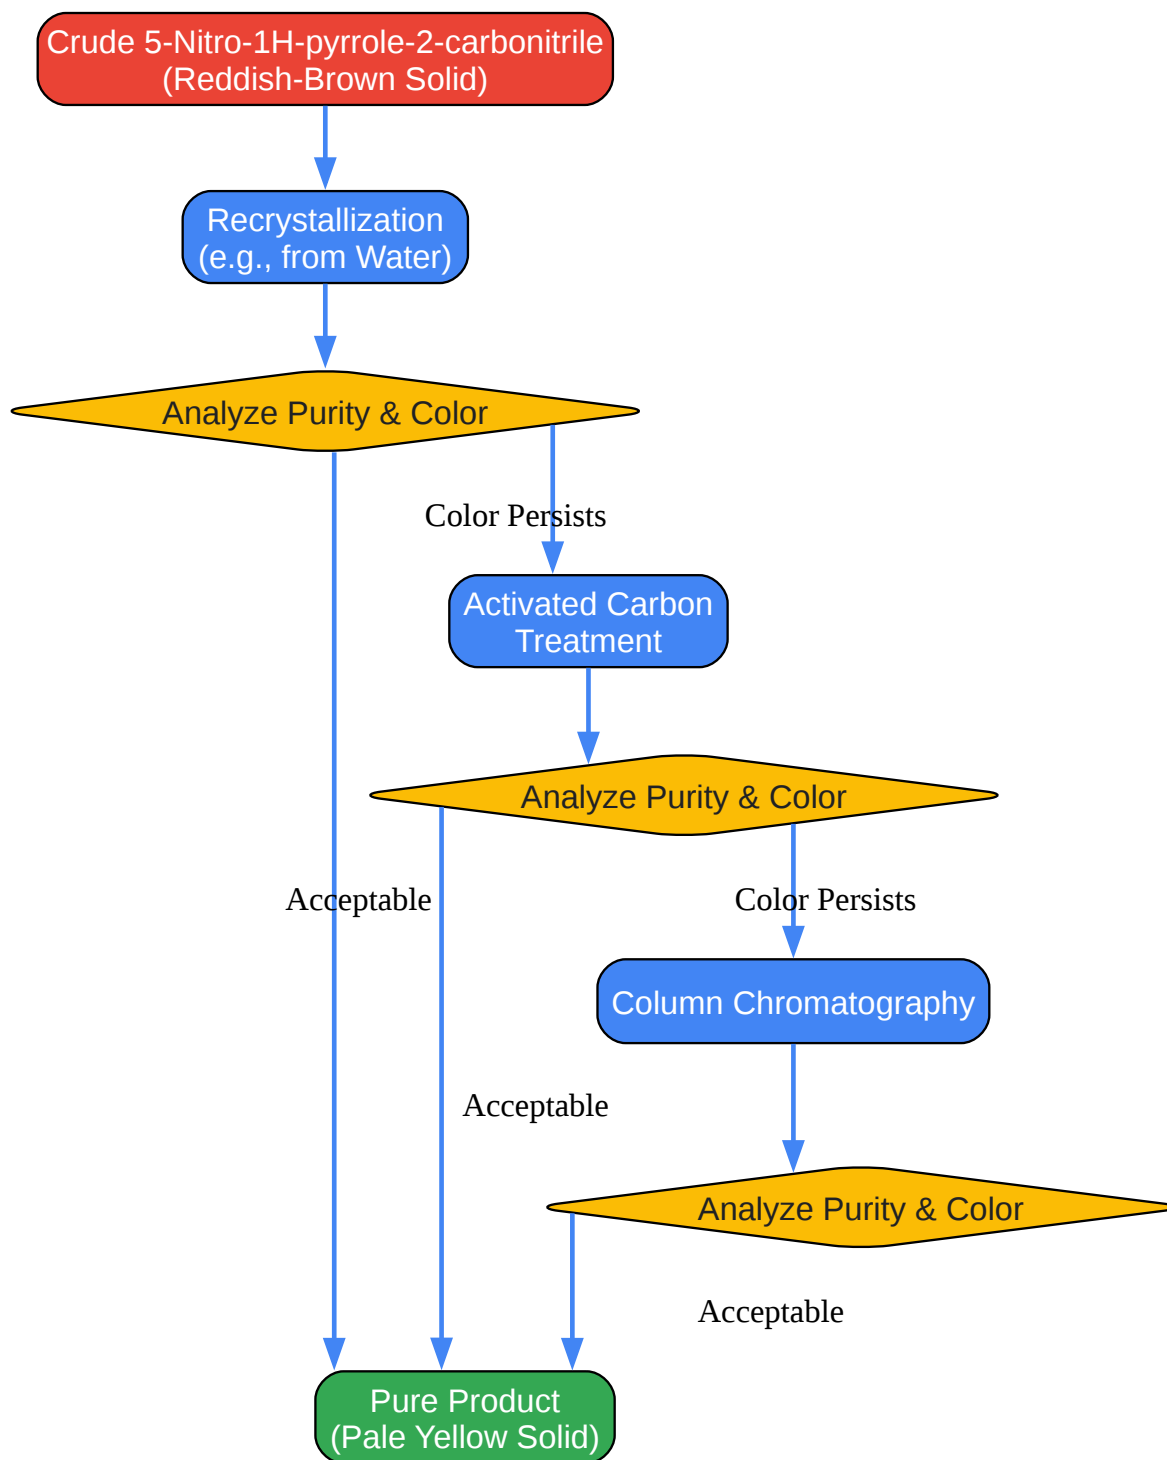 Crude 5-Nitro-1H-pyrrole-2-carbonitrile
(Reddish-Brown Solid)
Recrystallization
(e.g., from Water)
Analyze Purity & Color
Color Persists
Activated Carbon
Treatment
Analyze Purity & Color
Acceptable
Color Persists
Column Chromatography
Acceptable
Analyze Purity & Color
Acceptable
Pure Product
(Pale Yellow Solid)